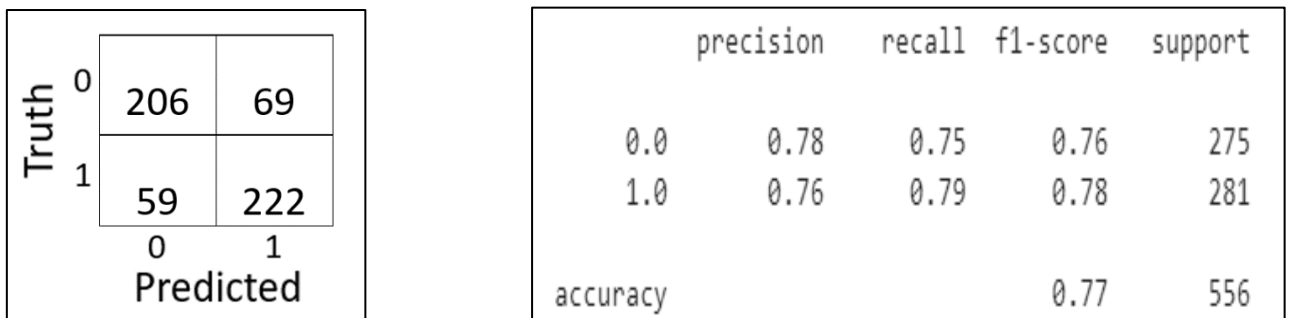 Truth
0 206 69
1 59 222
0 1
Predicted
precision recall f1-score support
0.0 0.78 0.75 0.76 275
1.0 0.76 0.79 0.78 281
accuracy 0.77 556